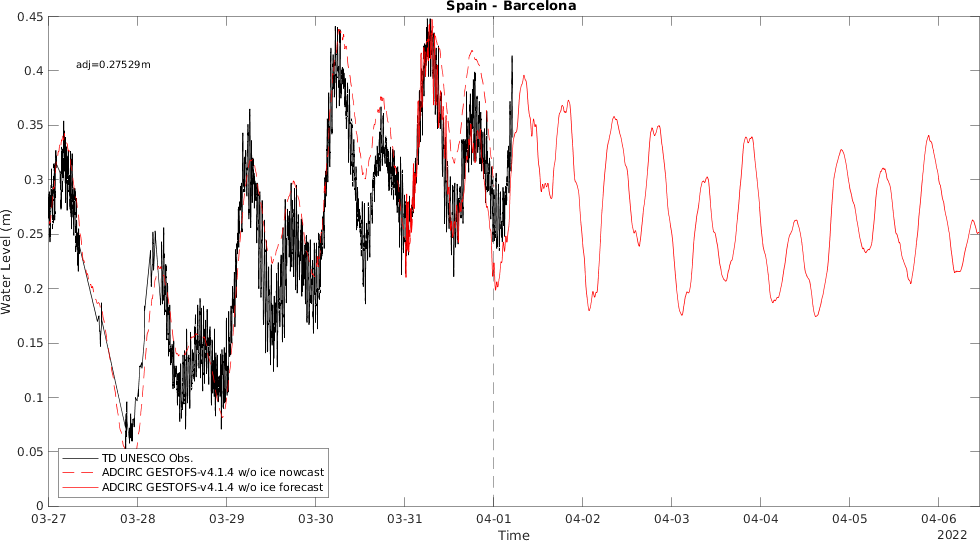 Spain - Barcelona
0.45
0.4
0.35
0.3
0.25
0.2
0.15
0.1
0.05
0
Water Level (m)
adj=0.27529m
TD UNESCO Obs.
ADCIRC GESTOFS-v4.1.4 w/o ice nowcast
ADCIRC GESTOFS-v4.1.4 w/o ice forecast
03-27 03-28 03-29 03-30 03-31 04-01 04-02 04-03 04-04 04-05 04-06
Time
2022